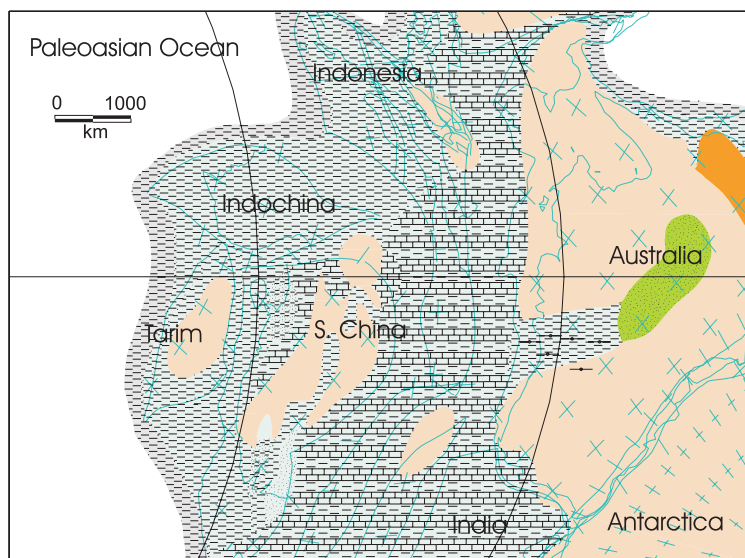 Paleoasian Ocean
Indonesia
0 1000
km
Indochina
Australia
Tarim
S. China
India
Antarctica